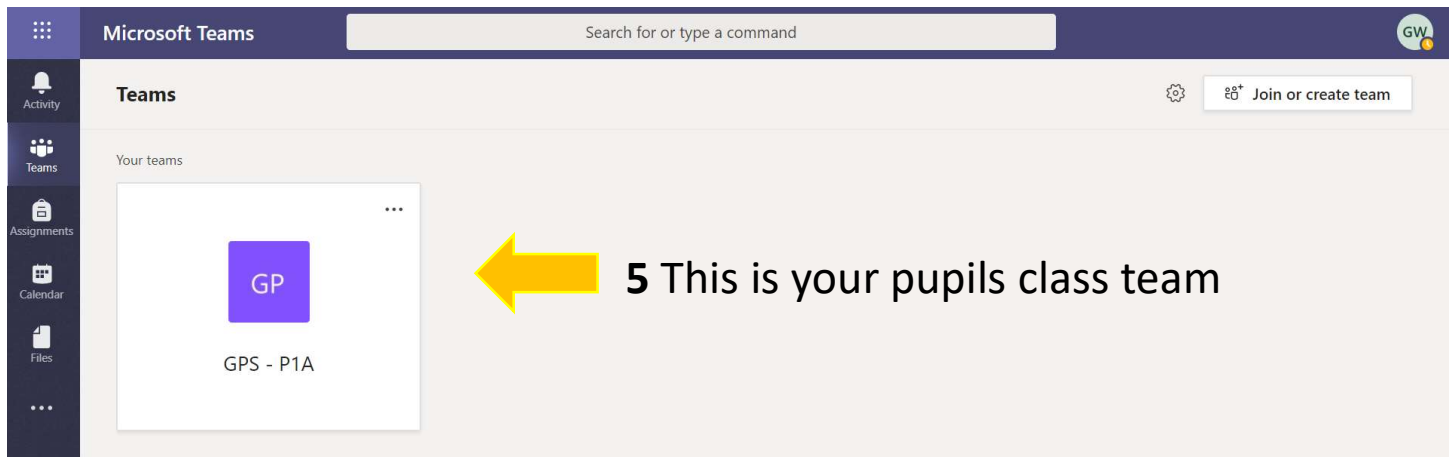 Microsoft Teams
Search for or type a command
GW
Activity
Teams
Join or create team
Teams
Your teams
Assignments
GP
5 This is your pupils class team
Calendar
Files
GPS - P1A